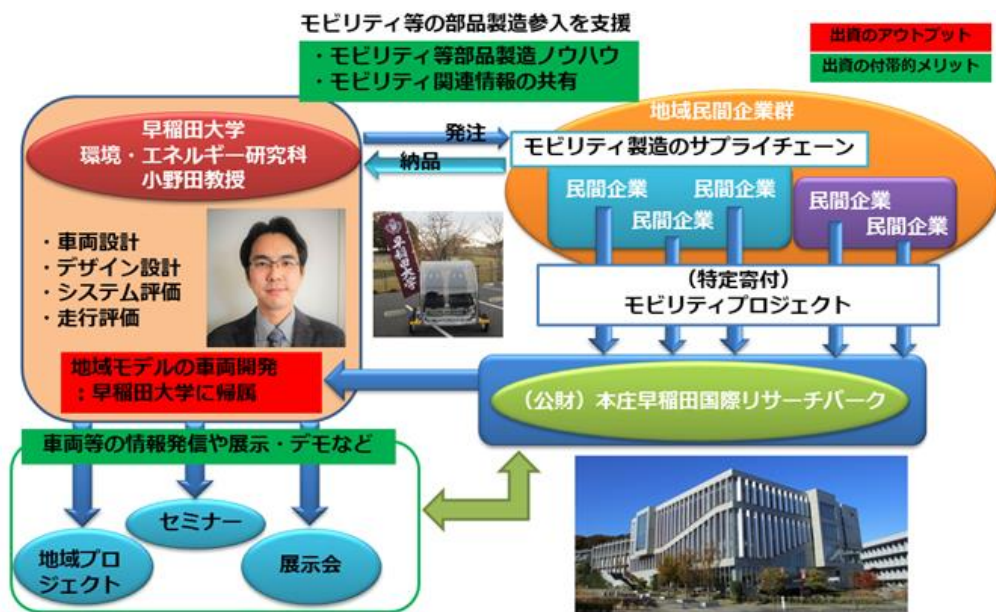 モビリティ等の部品製造参入を支援
・モビリティ等部品製造ノウハウ
・モビリティ関連情報の共有
出資のアウトプット
出資の付帯的メリット
早稲田大学
環境・エネルギー研究科
小野田教授
発注
納品
地域民間企業群
モビリティ製造のサプライチェーン
民間企業
民間企業
民間企業
民間企業
民間企業
・車両設計
・デザイン設計
・システム評価
・走行評価
早稲田大学
(特定寄付)
モビリティプロジェクト
地域モデルの車両開発
:早稲田大学に帰属
(公財)本庄早稲田国際リサーチパーク
車両等の情報発信や展示・デモなど
セミナー
地域プロ
ジェクト
展示会